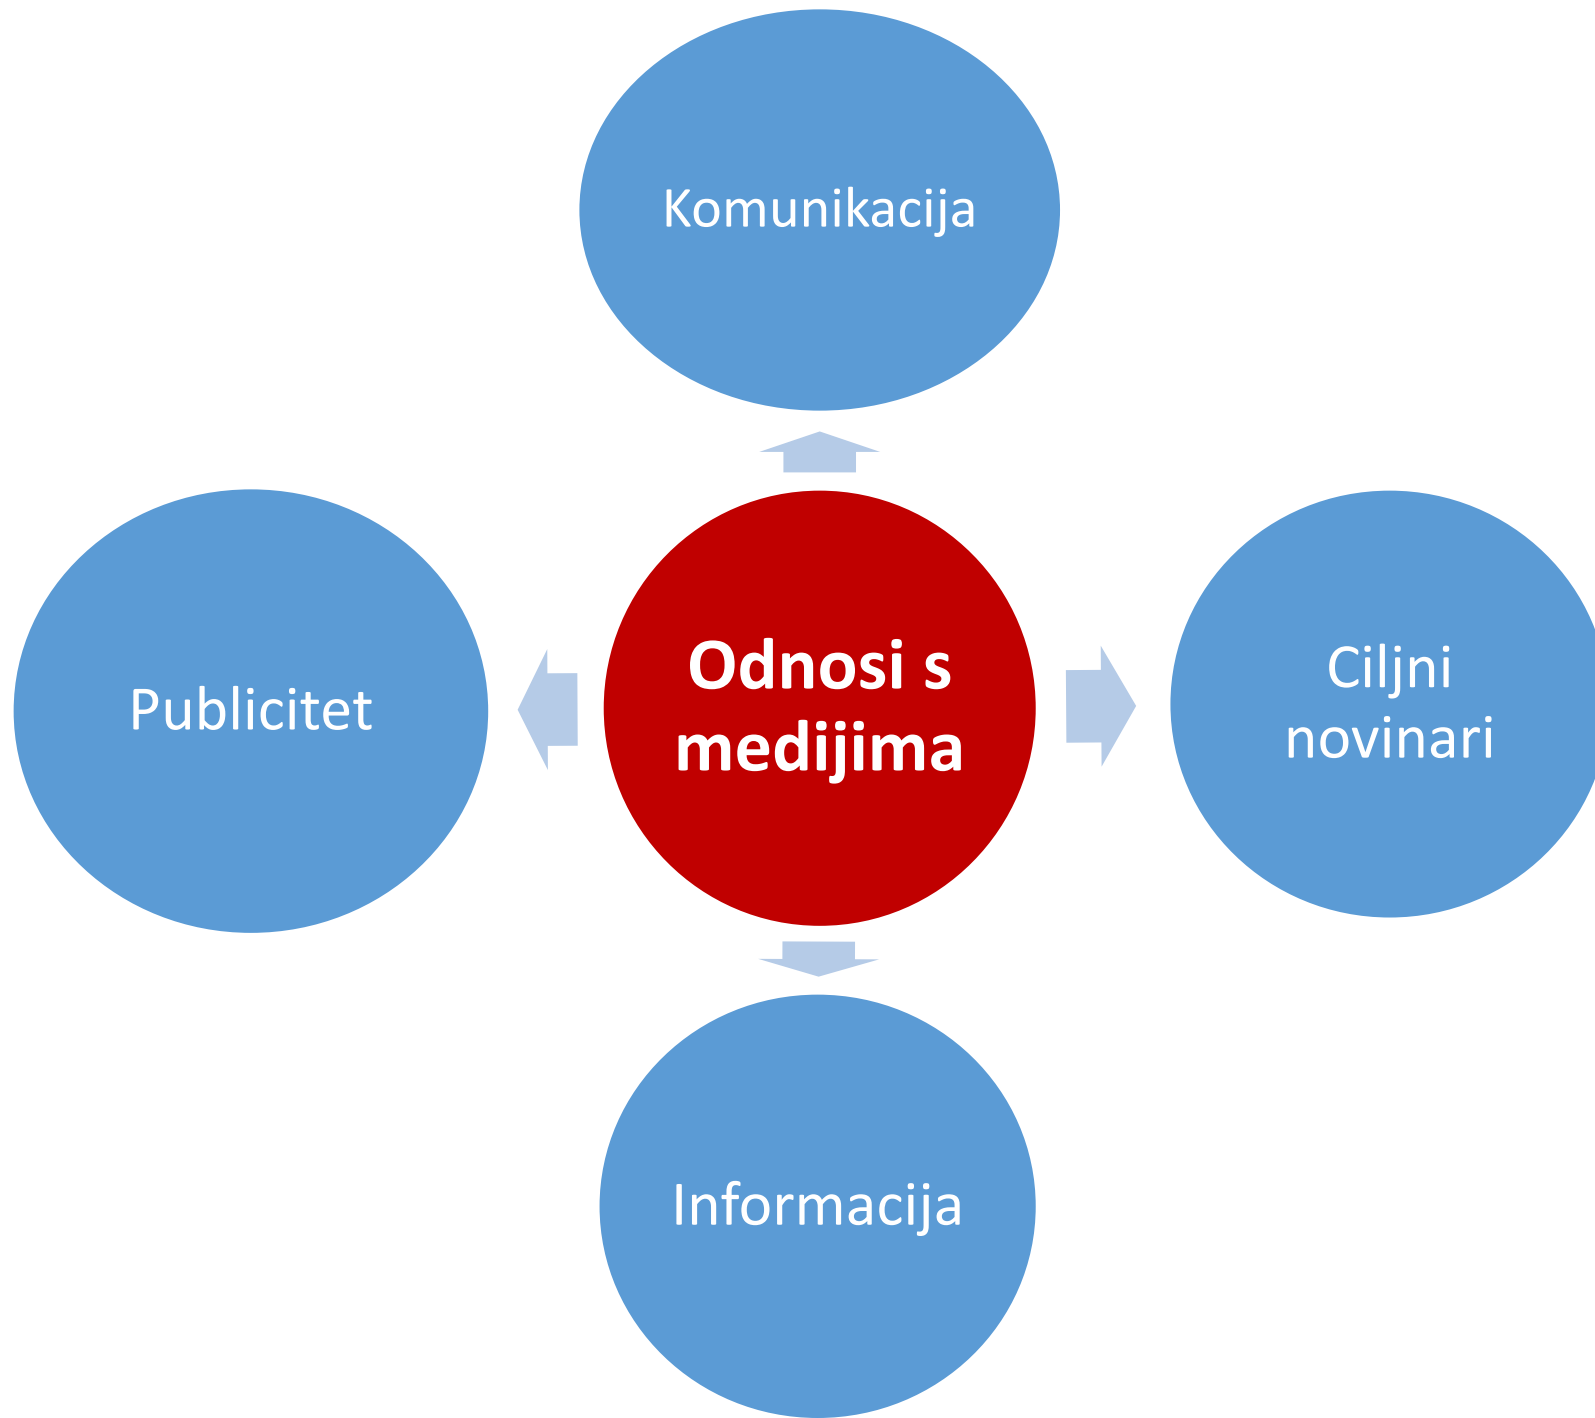 Komunikacija
Publicitet
Odnosi s
medijima
Ciljni
novinari
Informacija